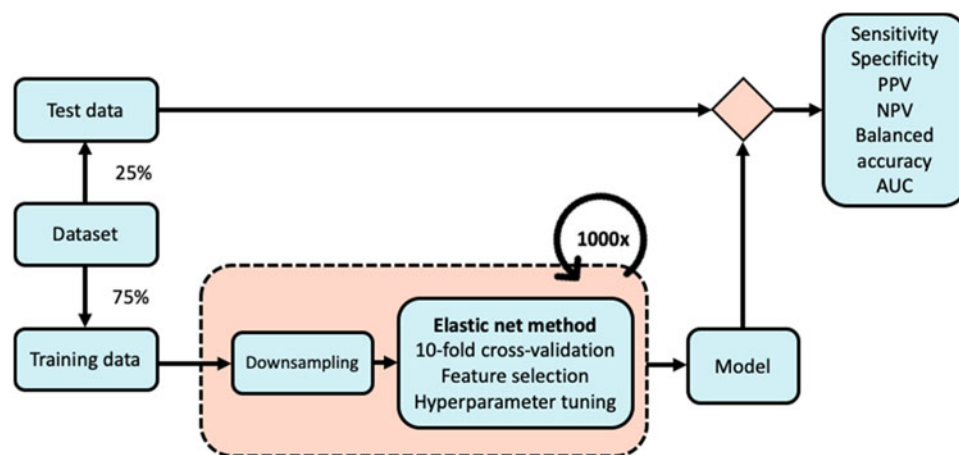 Test data
25%
Dataset
75%
Training data
Downsampling
1000x
Elastic net method
10-fold cross-validation
Feature selection
Hyperparameter tuning
Model
Sensitivity
Specificity
PPV
NPV
Balanced
accuracy
AUC